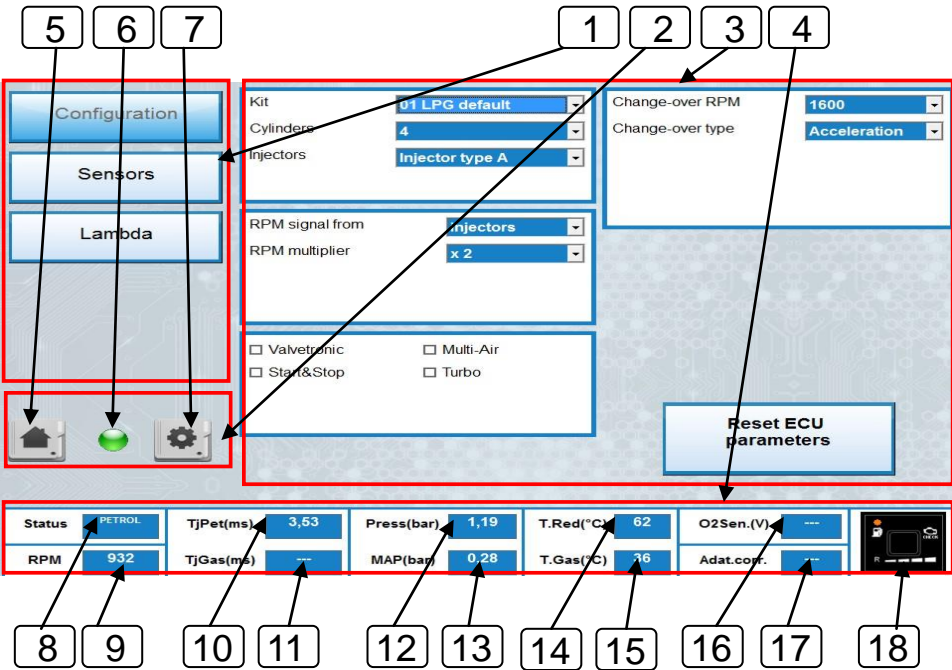 5 6 7 1 2 3 4
Configuration
Sensors
Lambda
Kit 01 LPG default
Cylinders 4
Injectors Injector type A
Change-over RPM 1600
Change-over type Acceleration
RPM signal from injectors
RPM multiplier x 2
Valvetronic Multi-Air
Start&Stop Turbo
Reset ECU
parameters
Status PETROL TjPet(ms) 3,53 Press(bar) 1,19 T.Red(°C) 62 O2Sen.(V) ---
RPM 932 TjGas(ms) --- MAP(bar) 0,28 T.Gas(°C) 36 Adat.corr. ---
CHECK
R
8 9 10 11 12 13 14 15 16 17 18